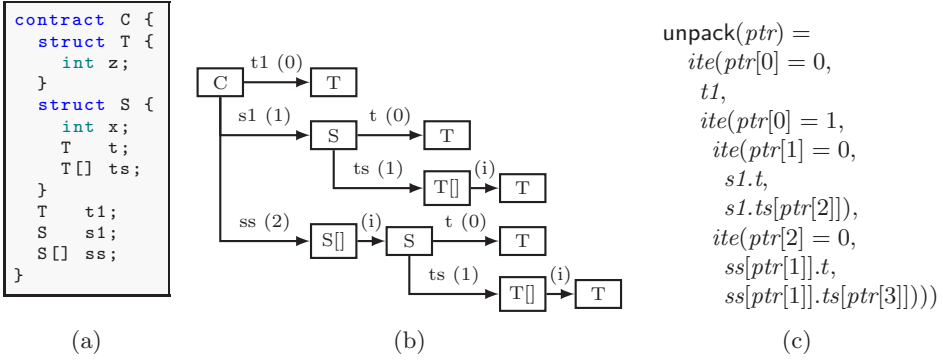 contract C {
struct T {
int z;
}
struct S {
int x;
T t;
T[] ts;
}
T t1;
S s1;
S[] ss;
}
(a)
C
t1 (0)
T
s1 (1)
S
t (0)
T
ts (1)
T[]
(i)
T
ss (2)
S[]
(i)
S
t (0)
T
ts (1)
T[]
(i)
T
(b)
unpack(ptr) =
ite(ptr[0] = 0,
t1,
ite(ptr[0] = 1,
ite(ptr[1] = 0,
s1.t,
s1.ts[ptr[2]]),
ite(ptr[2] = 0,
ss[ptr[1]].t,
ss[ptr[1]].ts[ptr[3]])))
(c)